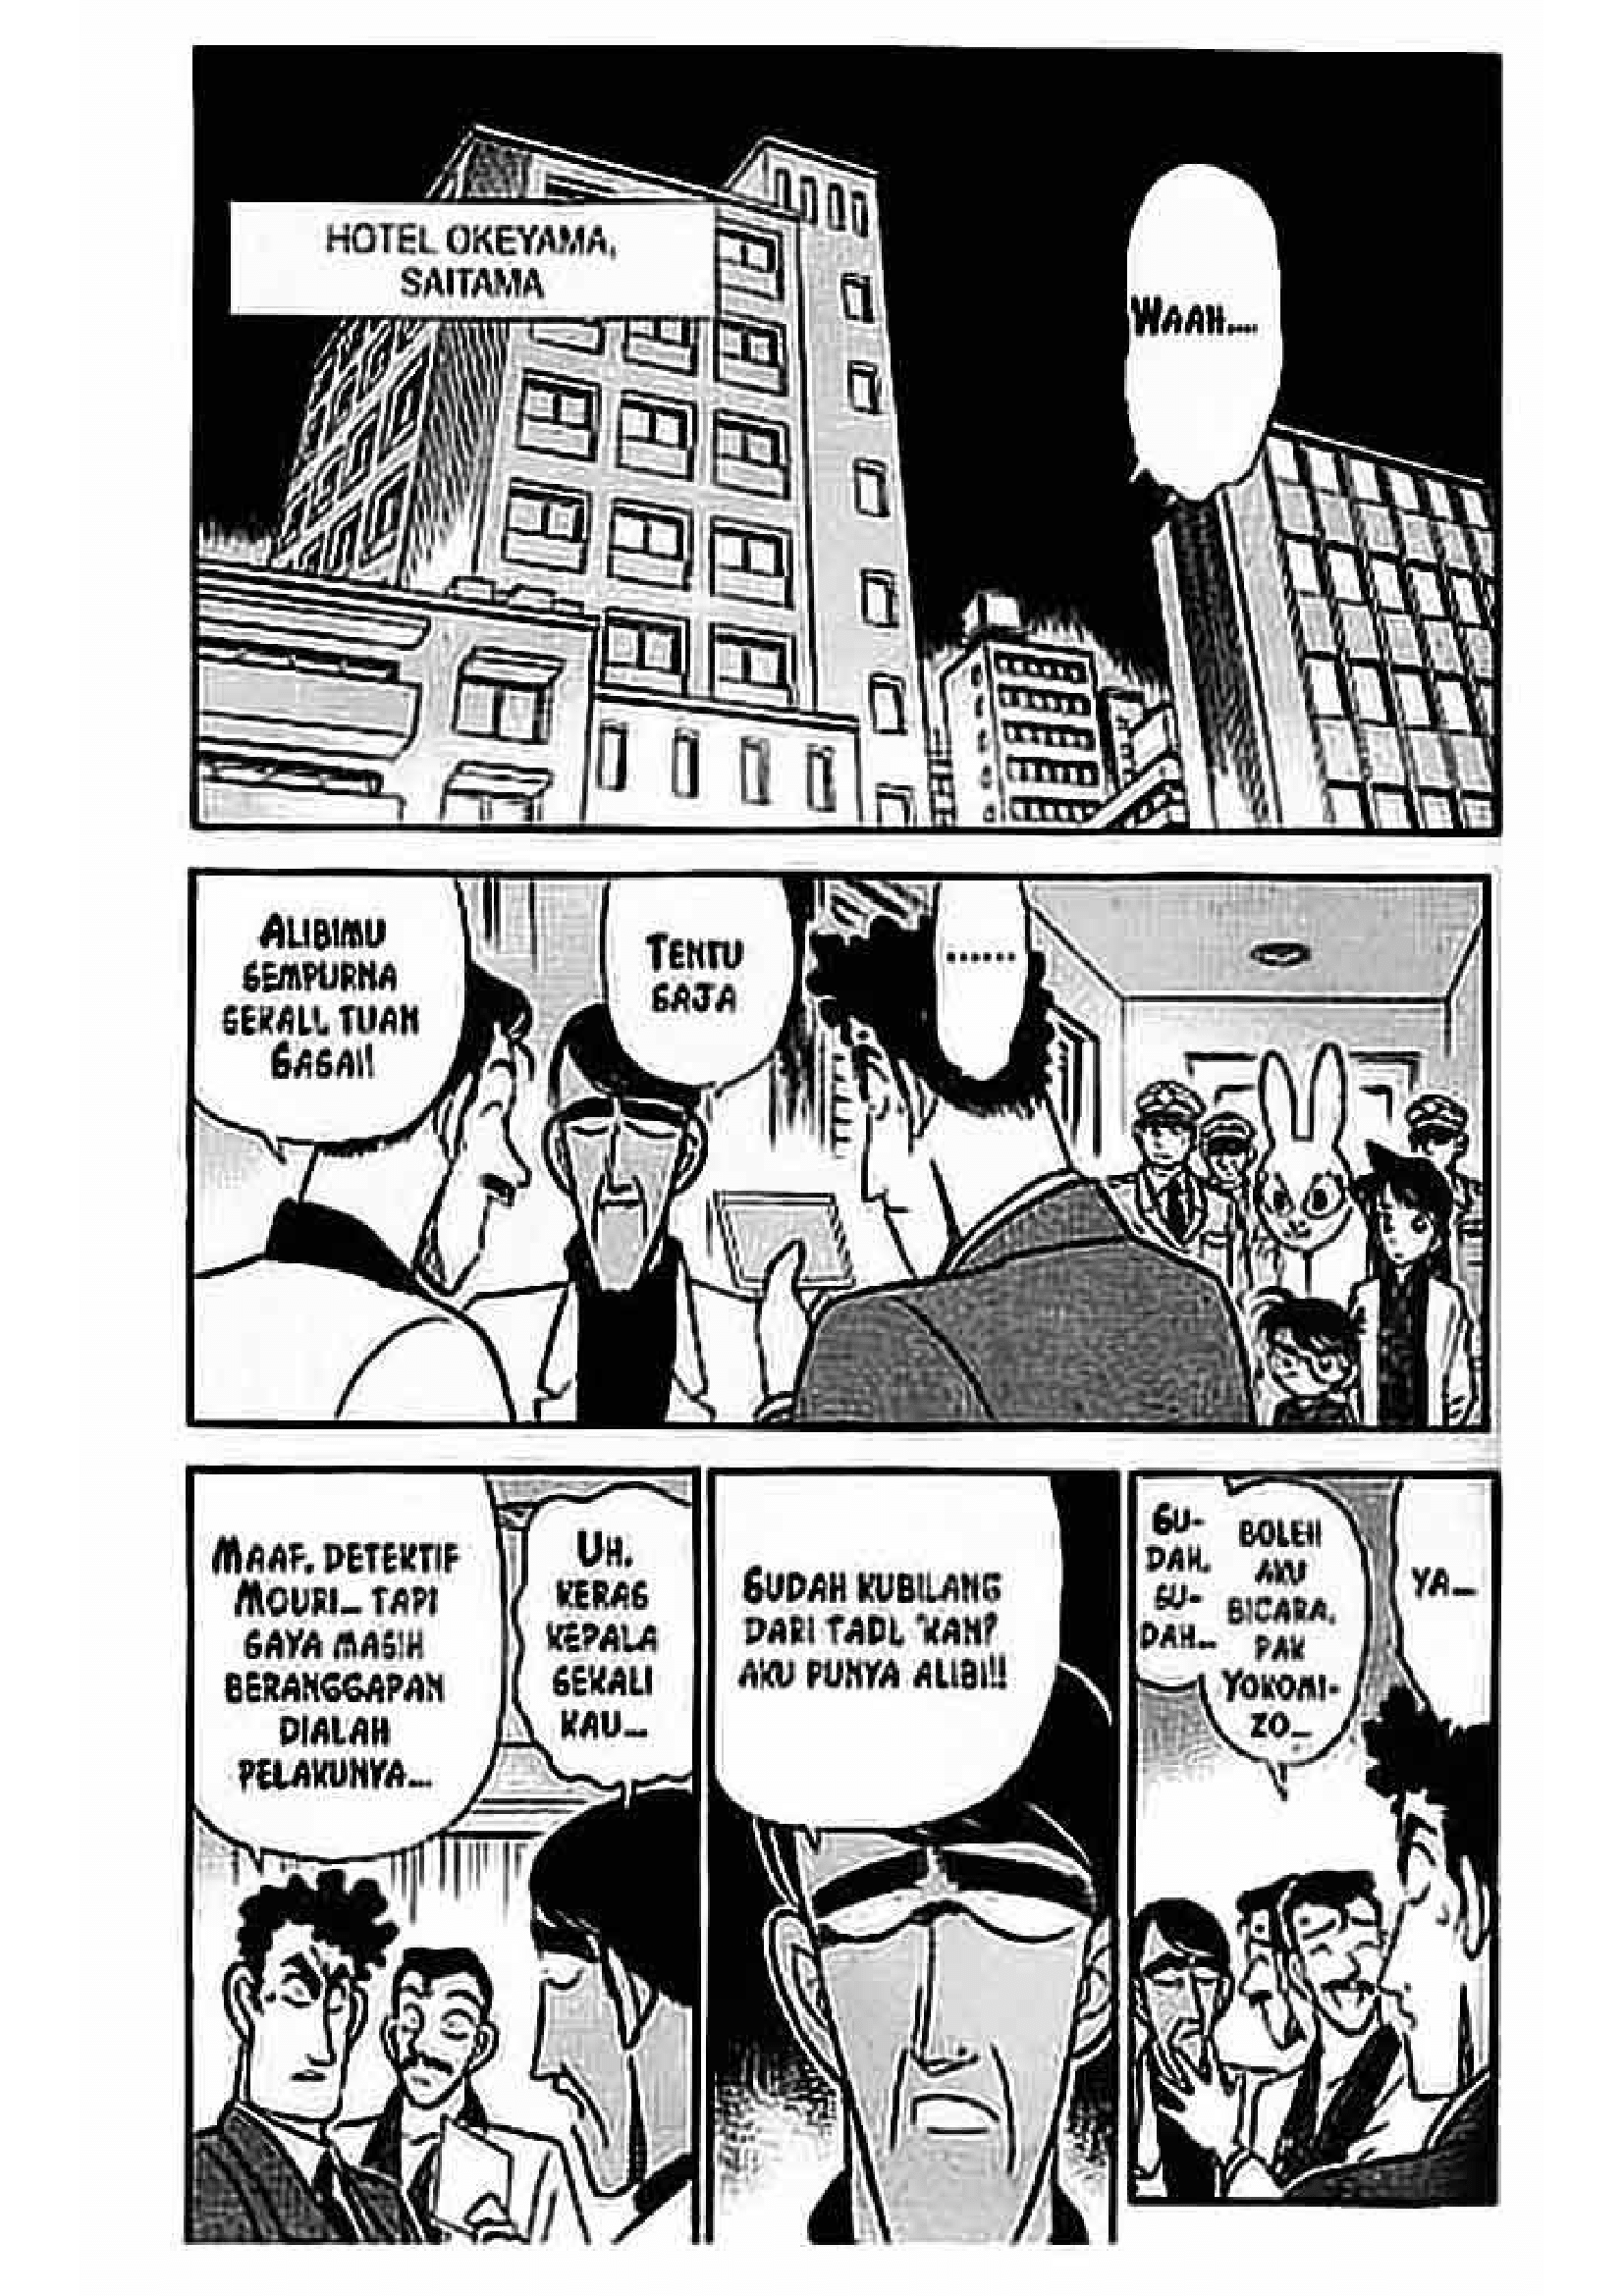 HOTEL OKEYAMA,
SAITAMA
WAAH....
ALIBIMU
SEMPURNA
SEKALI, TUAN
SASAI!
TENTU
SAJA
......
MAAF, DETEKTIF
MOURI... TAPI
SAYA MASIH
BERANGGAPAN
DIALAH
PELAKUNYA...
UH,
KERAS
KEPALA
SEKALI
KAU...
SUDAH KUBILANG
DARI TADI, 'KAN?
AKU PUNYA ALIBI!!
SU-
DAH,
SU-
DAH...
BOLEH
AKU
BICARA,
PAK
YOKOMI-
ZO...
YA...